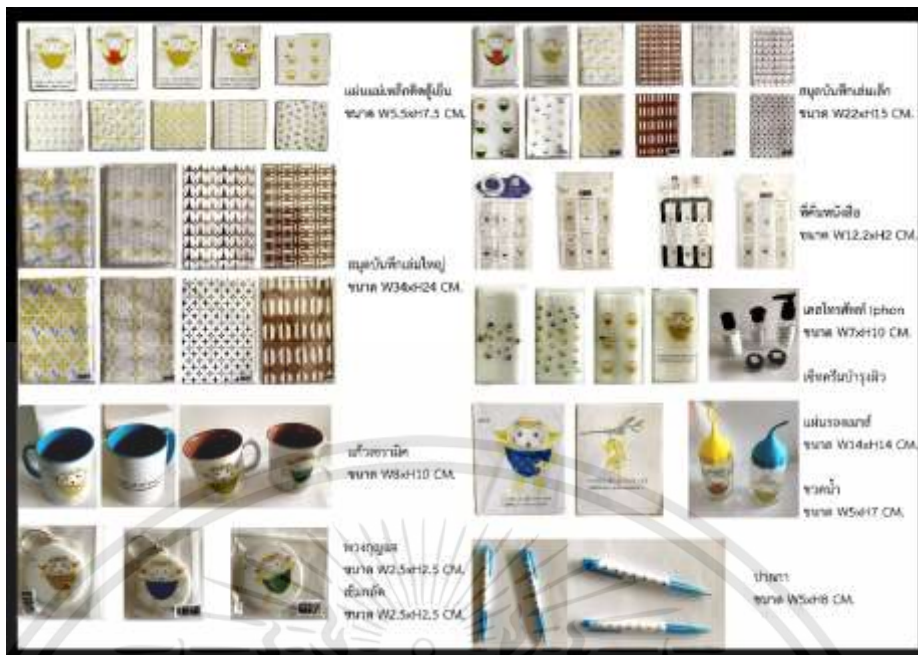 แผ่นแม่เหล็กติดตู้เย็น
ขนาด W5.5xH7.5 CM.
สมุดบันทึกเล่มใหญ่
ขนาด W34xH24 CM.
แก้วเซรามิค
ขนาด W8xH10 CM.
พวงกุญแจ
ขนาด W2.5xH2.5 CM.
เข็มกลัด
ขนาด W2.5xH2.5 CM.
สมุดบันทึกเล่มเล็ก
ขนาด W22xH15 CM.
ที่คั่นหนังสือ
ขนาด W12.2xH2 CM.
เคสโทรศัพท์ Iphon
ขนาด W7xH10 CM.
เซ็ทครีมบำรุงผิว
แผ่นรองเมาส์
ขนาด W14xH14 CM.
ขวดน้ำ
ขนาด W5xH7 CM.
ปากกา
ขนาด W5xH8 CM.